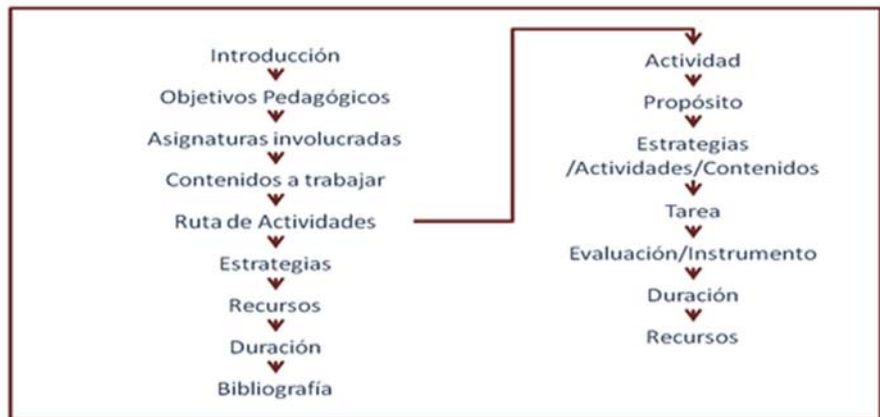 Introducción
Objetivos Pedagógicos
Asignaturas involucradas
Contenidos a trabajar
Ruta de Actividades
Estrategias
Recursos
Duración
Bibliografía
Actividad
Propósito
Estrategias
/Actividades/Contenidos
Tarea
Evaluación/Instrumento
Duración
Recursos